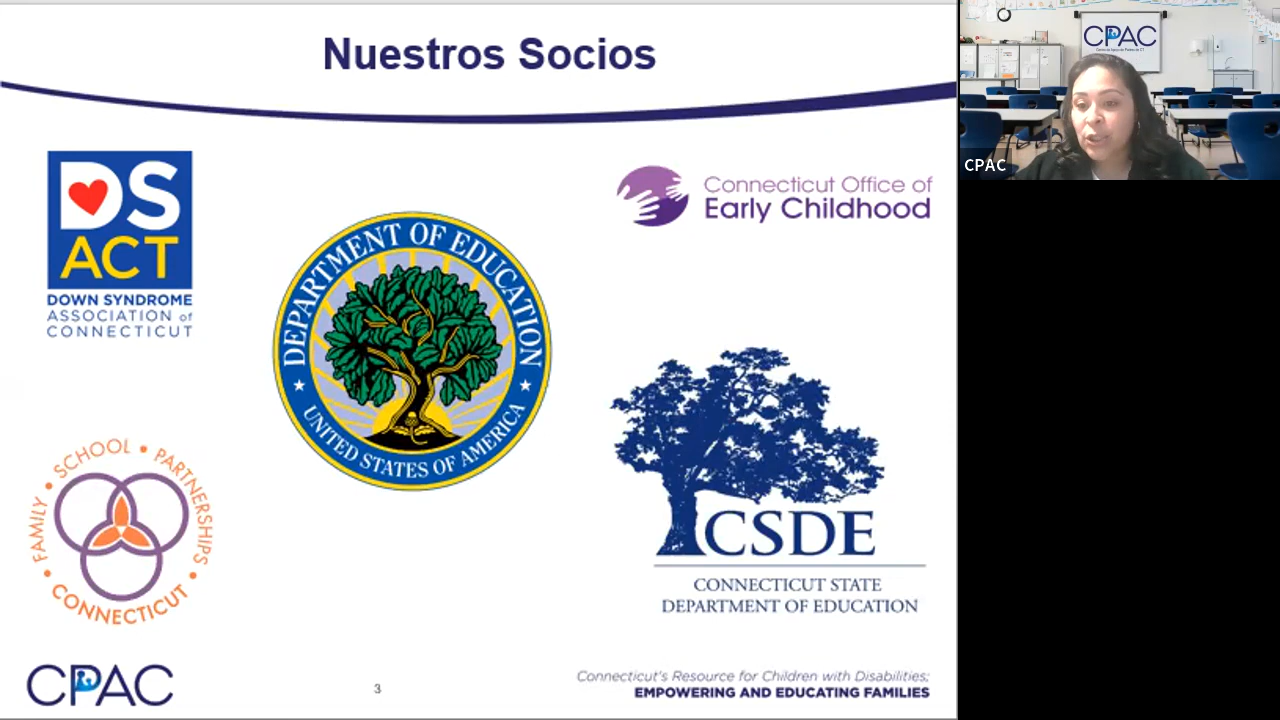 Nuestros Socios
DS
ACT
DOWN SYNDROME
ASSOCIATION of
CONNECTICUT
DEPARTMENT OF EDUCATION
UNITED STATES OF AMERICA
Connecticut Office of
Early Childhood
FAMILY • SCHOOL • PARTNERSHIPS
• CONNECTICUT •
CSDE
CONNECTICUT STATE
DEPARTMENT OF EDUCATION
CPAC
3
Connecticut's Resource for Children with Disabilities;
EMPOWERING AND EDUCATING FAMILIES
CPAC
CPAC